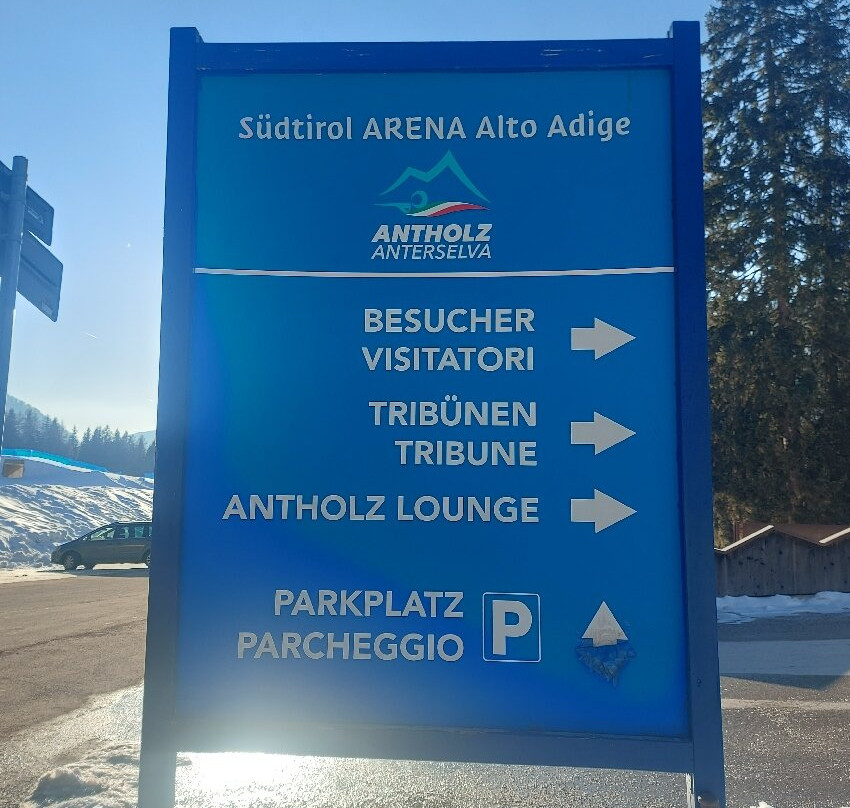 Südtirol ARENA Alto Adige
ANTHOLZ
ANTERSELVA
BESUCHER
VISITATORI
TRIBÜNEN
TRIBUNE
ANTHOLZ LOUNGE
PARKPLATZ
PARCHEGGIO
P